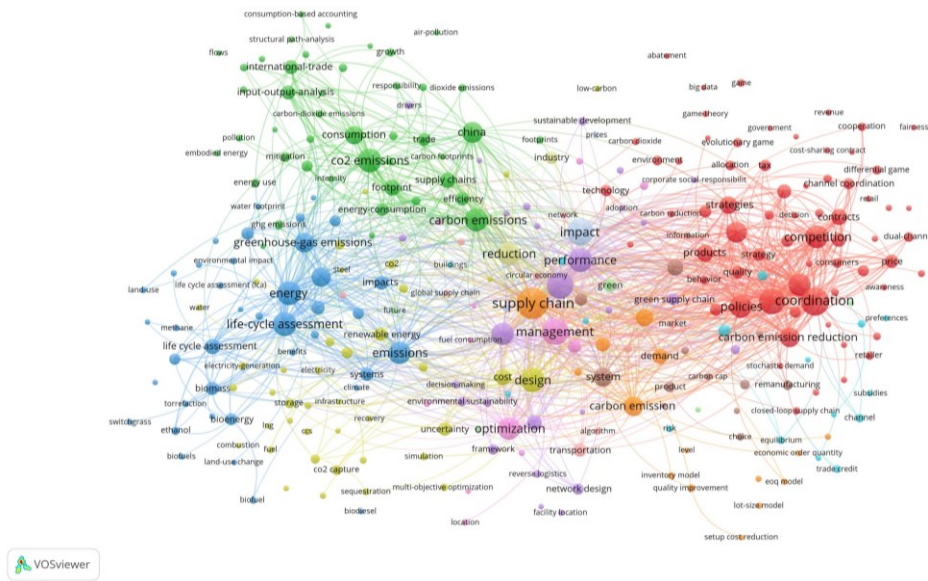 consumption-based accounting
structural path-analysis
air-pollution
flows
growth
international-trade
abatement
input-output-analysis
responsibility
dioxide emissions
low-carbon
big data
game
drivers
carbon-dioxide emissions
game-theory
revenue
sustainable development
government
cooperation
fairness
pollution
consumption
trade
china
footprints
prices
carbon-dioxide
evolutionary game
cost-sharing contract
embodied energy
mitigation
co2 emissions
carbon footprints
industry
environment
allocation
tax
differential game
energy use
intensity
footprint
supply chains
technology
corporate social-responsibilit
channel coordination
retail
water footprint
energy-consumption
efficiency
adoption
strategies
ghg emissions
carbon emissions
network
carbon reduction
decision
contracts
greenhouse-gas emissions
impact
information
competition
dual-chann
environmental impact
steel
co2
buildings
reduction
performance
products
strategy
consumers
price
land-use
life cycle assessment (lca)
impacts
circular economy
behavior
quality
awareness
energy
global supply chain
green
water
future
supply chain
green supply chain
policies
coordination
methane
life-cycle assessment
renewable energy
fuel consumption
management
market
preferences
life cycle assessment
benefits
emissions
carbon emission reduction
electricity-generation
electricity
systems
demand
stochastic demand
retailer
biomass
climate
decision-making
cost
design
system
carbon cap
product
remanufacturing
subsidies
torrefaction
storage
infrastructure
environmental sustainability
carbon emission
closed-loop supply chain
channel
switchgrass
bioenergy
recovery
ethanol
lng
ccs
uncertainty
optimization
algorithm
risk
choice
equilibrium
combustion
fuel
framework
transportation
level
economic order quantity
biofuels
land-use change
co2 capture
simulation
reverse logistics
inventory model
trade credit
eoq model
sequestration
multi-objective optimization
network design
quality improvement
biofuel
biodiesel
facility location
lot-size model
location
setup cost reduction
VOSviewer